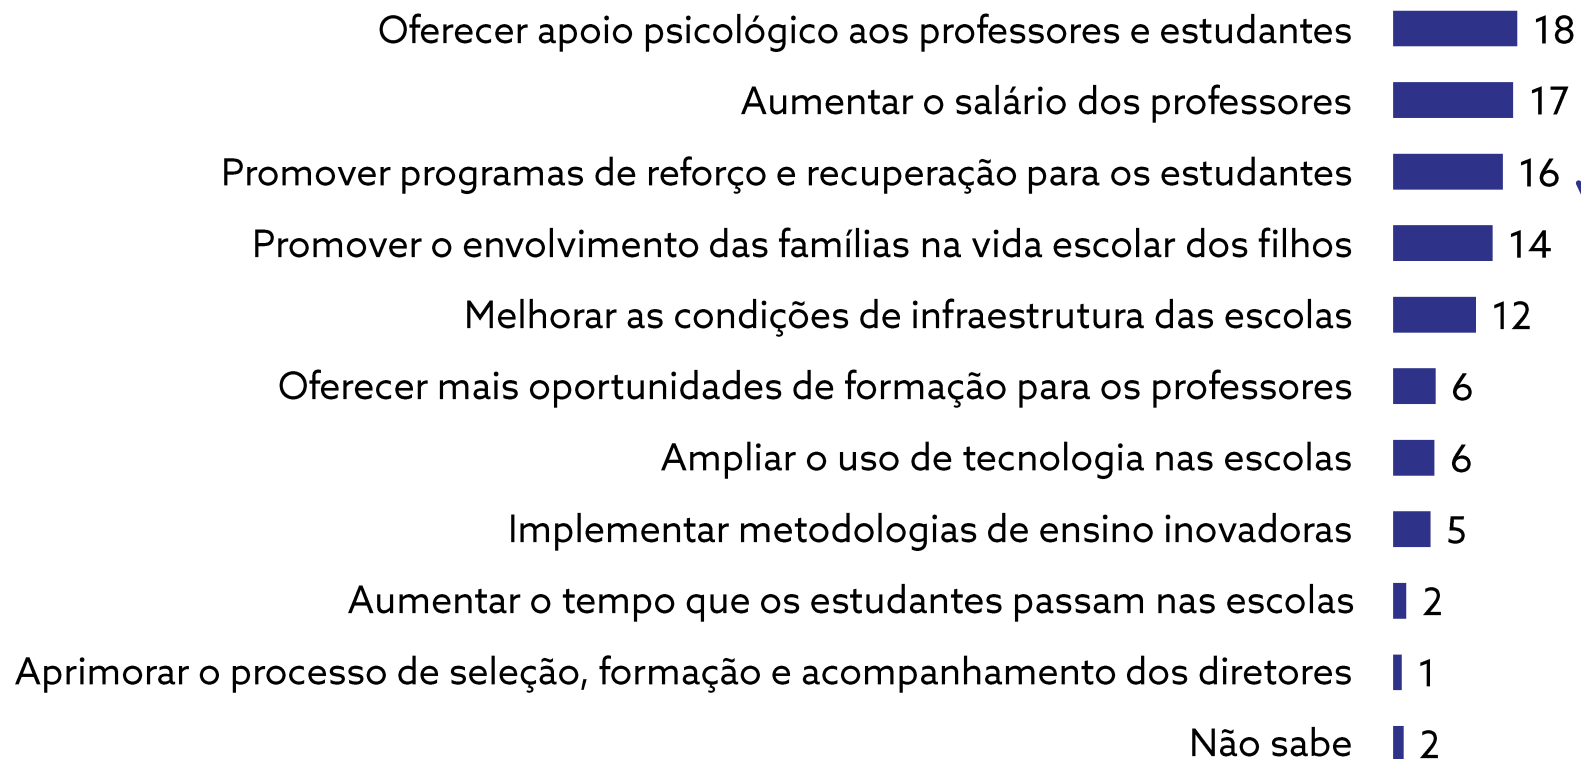 Oferecer apoio psicológico aos professores e estudantes 18
Aumentar o salário dos professores 17
Promover programas de reforço e recuperação para os estudantes 16
Promover o envolvimento das famílias na vida escolar dos filhos 14
Melhorar as condições de infraestrutura das escolas 12
Oferecer mais oportunidades de formação para os professores 6
Ampliar o uso de tecnologia nas escolas 6
Implementar metodologias de ensino inovadoras 5
Aumentar o tempo que os estudantes passam nas escolas 2
Aprimorar o processo de seleção, formação e acompanhamento dos diretores 1
Não sabe 2